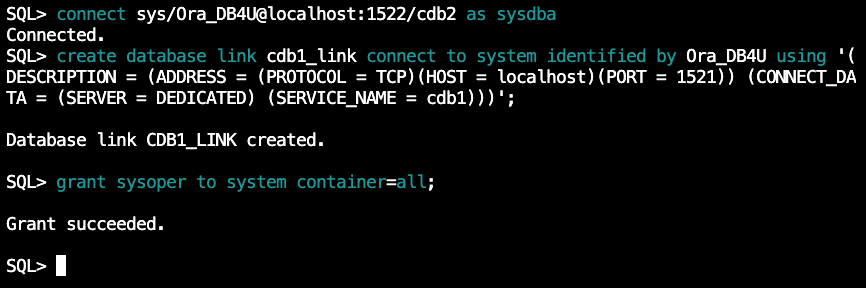 SQL> connect sys/Ora_DB4U@localhost:1522/cdb2 as sysdba
Connected.
SQL> create database link cdb1_link connect to system identified by Ora_DB4U using '(
DESCRIPTION = (ADDRESS = (PROTOCOL = TCP)(HOST = localhost)(PORT = 1521)) (CONNECT_DA
TA = (SERVER = DEDICATED) (SERVICE_NAME = cdb1)))';
Database link CDB1_LINK created.
SQL> grant sysoper to system container=all;
Grant succeeded.
SQL>